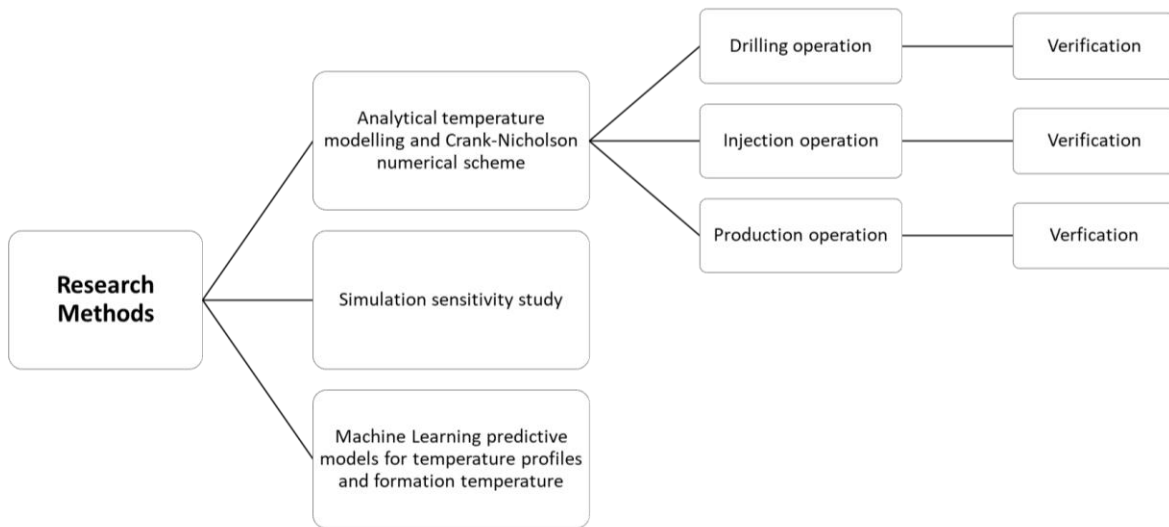 Research
Methods
Analytical temperature
modelling and Crank-Nicholson
numerical scheme
Simulation sensitivity study
Machine Learning predictive
models for temperature profiles
and formation temperature
Drilling operation
Verification
Injection operation
Verification
Production operation
Verfication